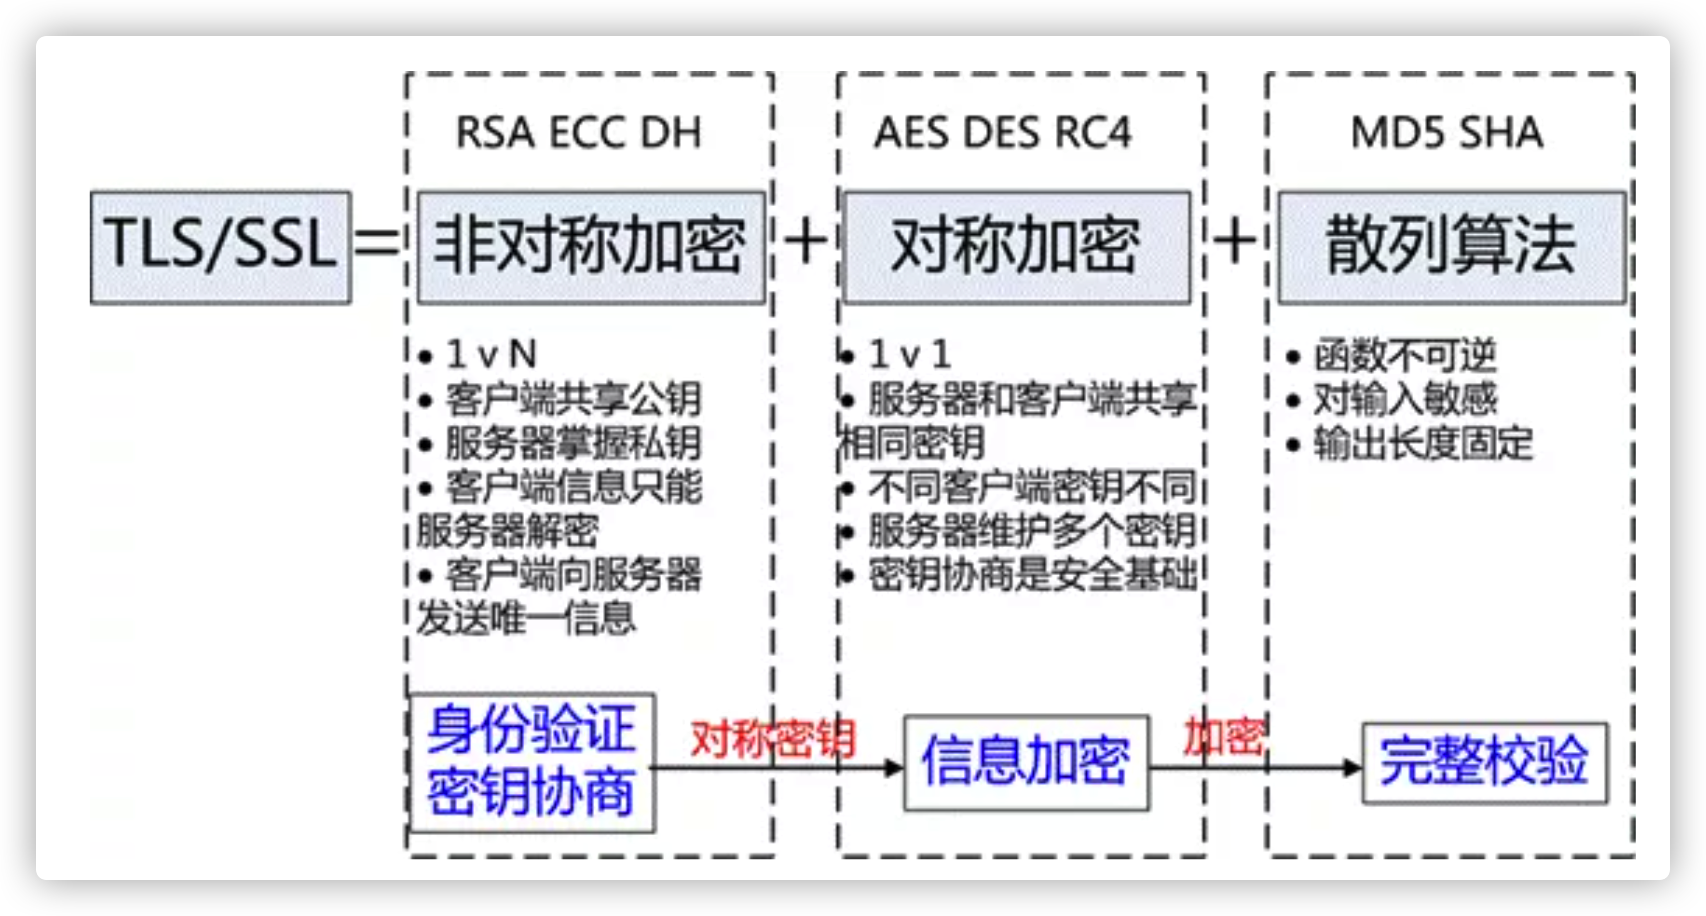 TLS/SSL
=
RSA ECC DH
非对称加密
• 1 v N
• 客户端共享公钥
• 服务器掌握私钥
• 客户端信息只能
服务器解密
• 客户端向服务器
发送唯一信息
身份验证
密钥协商
+
对称密钥
AES DES RC4
对称加密
• 1 v 1
• 服务器和客户端共享
相同密钥
• 不同客户端密钥不同
• 服务器维护多个密钥
• 密钥协商是安全基础
信息加密
+
加密
MD5 SHA
散列算法
• 函数不可逆
• 对输入敏感
• 输出长度固定
完整校验